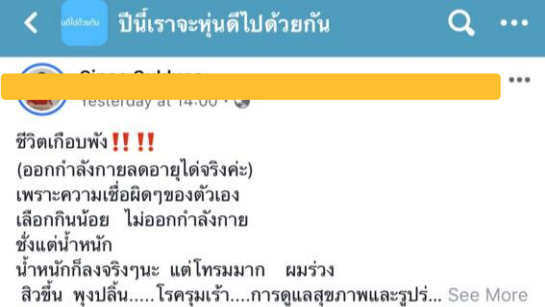 ปีนี้เราจะหุ่นดีไปด้วยกัน
Yesterday at 14:00
ชีวิตเกือบพัง‼️ ‼️
(ออกกำลังกายลดอายุได่จริงค่ะ)
เพราะความเชื่อผิดๆของตัวเอง
เลือกกินน้อย ไม่ออกกำลังกาย
ชั่งแต่น้ำหนัก
น้ำหนักก็ลงจริงๆนะ แต่โทรมมาก ผมร่วง
สิวขึ้น พุงปลิ้น.....โรครุมเร้า....การดูแลสุขภาพและรูปร่... See More